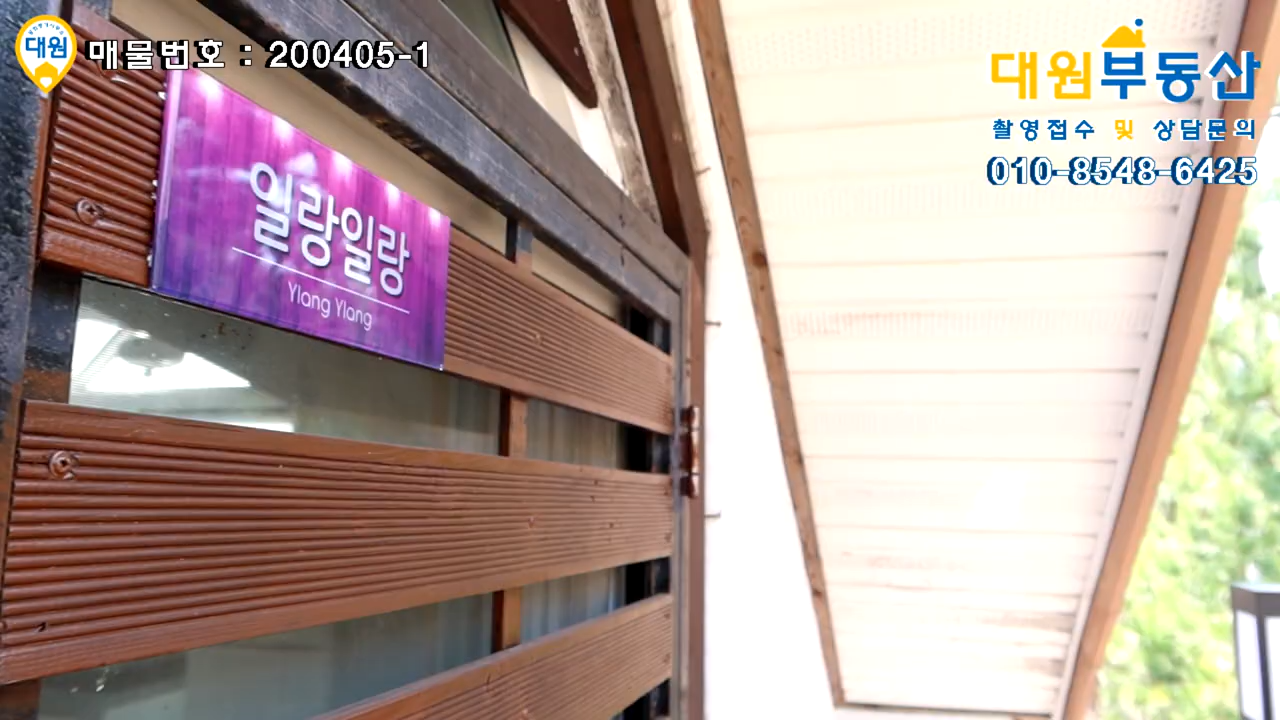 대원
매물번호 : 200405-1
대원부동산
촬영접수 및 상담문의
010-8548-6425
일랑일랑
Ylang Ylang